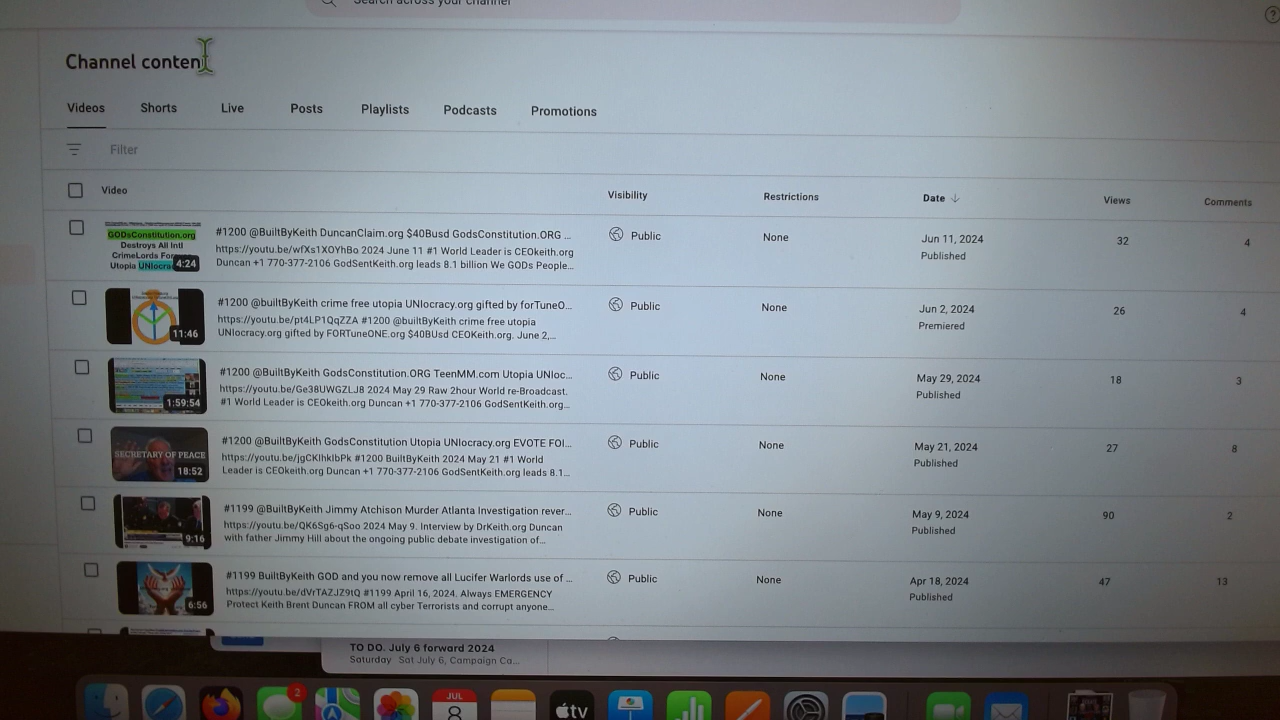 Search across your channel
Channel content
Videos Shorts Live Posts Playlists Podcasts Promotions
Filter
Video Visibility Restrictions Date ↓ Views Comments
GODsConstitution.org
Destroys All Intl
CrimeLords
Utopia
4:24
#1200 @BuiltByKeith DuncanClaim.org $40Busd GodsConstitution.ORG ...
https://youtu.be/wfXs1XOYhBo 2024 June 11 #1 World Leader is CEOkeith.org
Duncan +1 770-377-2106 GodSentKeith.org leads 8.1 billion We GODs People...
Public None Jun 11, 2024 32 4
Published
11:46
#1200 @builtByKeith crime free utopia UNIocracy.org gifted by forTuneO...
https://youtu.be/pt4LP1QqZZA #1200 @builtByKeith crime free utopia
UNIocracy.org gifted by FORTuneONE.org $40BUsd CEOKeith.org. June 2,...
Public None Jun 2, 2024 26 4
Premiered
1:59:54
#1200 @BuiltByKeith GodsConstitution.ORG TeenMM.com Utopia UNIoc...
https://youtu.be/Ge38UWGZLJ8 2024 May 29 Raw 2hour World re-Broadcast.
#1 World Leader is CEOkeith.org Duncan +1 770-377-2106 GodSentKeith.org...
Public None May 29, 2024 18 3
Published
SECRETARY OF PEACE
18:52
#1200 @BuiltByKeith GodsConstitution Utopia UNIocracy.org EVOTE FOI...
https://youtu.be/jgCKIhkIbPk #1200 BuiltByKeith 2024 May 21 #1 World
Leader is CEOkeith.org Duncan +1 770-377-2106 GodSentKeith.org leads 8.1...
Public None May 21, 2024 27 8
Published
9:16
#1199 @BuiltByKeith Jimmy Atchison Murder Atlanta Investigation rever...
https://youtu.be/QK6Sg6-qSoo 2024 May 9. Interview by DrKeith.org Duncan
with father Jimmy Hill about the ongoing public debate investigation of...
Public None May 9, 2024 90 2
Published
6:56
#1199 BuiltByKeith GOD and you now remove all Lucifer Warlords use of ...
https://youtu.be/dVrTAZJZ9tQ #1199 April 16, 2024. Always EMERGENCY
Protect Keith Brent Duncan FROM all cyber Terrorists and corrupt anyone...
Public None Apr 18, 2024 47 13
Published
TO DO. July 6 forward 2024
Saturday Sat July 6, Campaign Ca...
2
JUL
8
tv